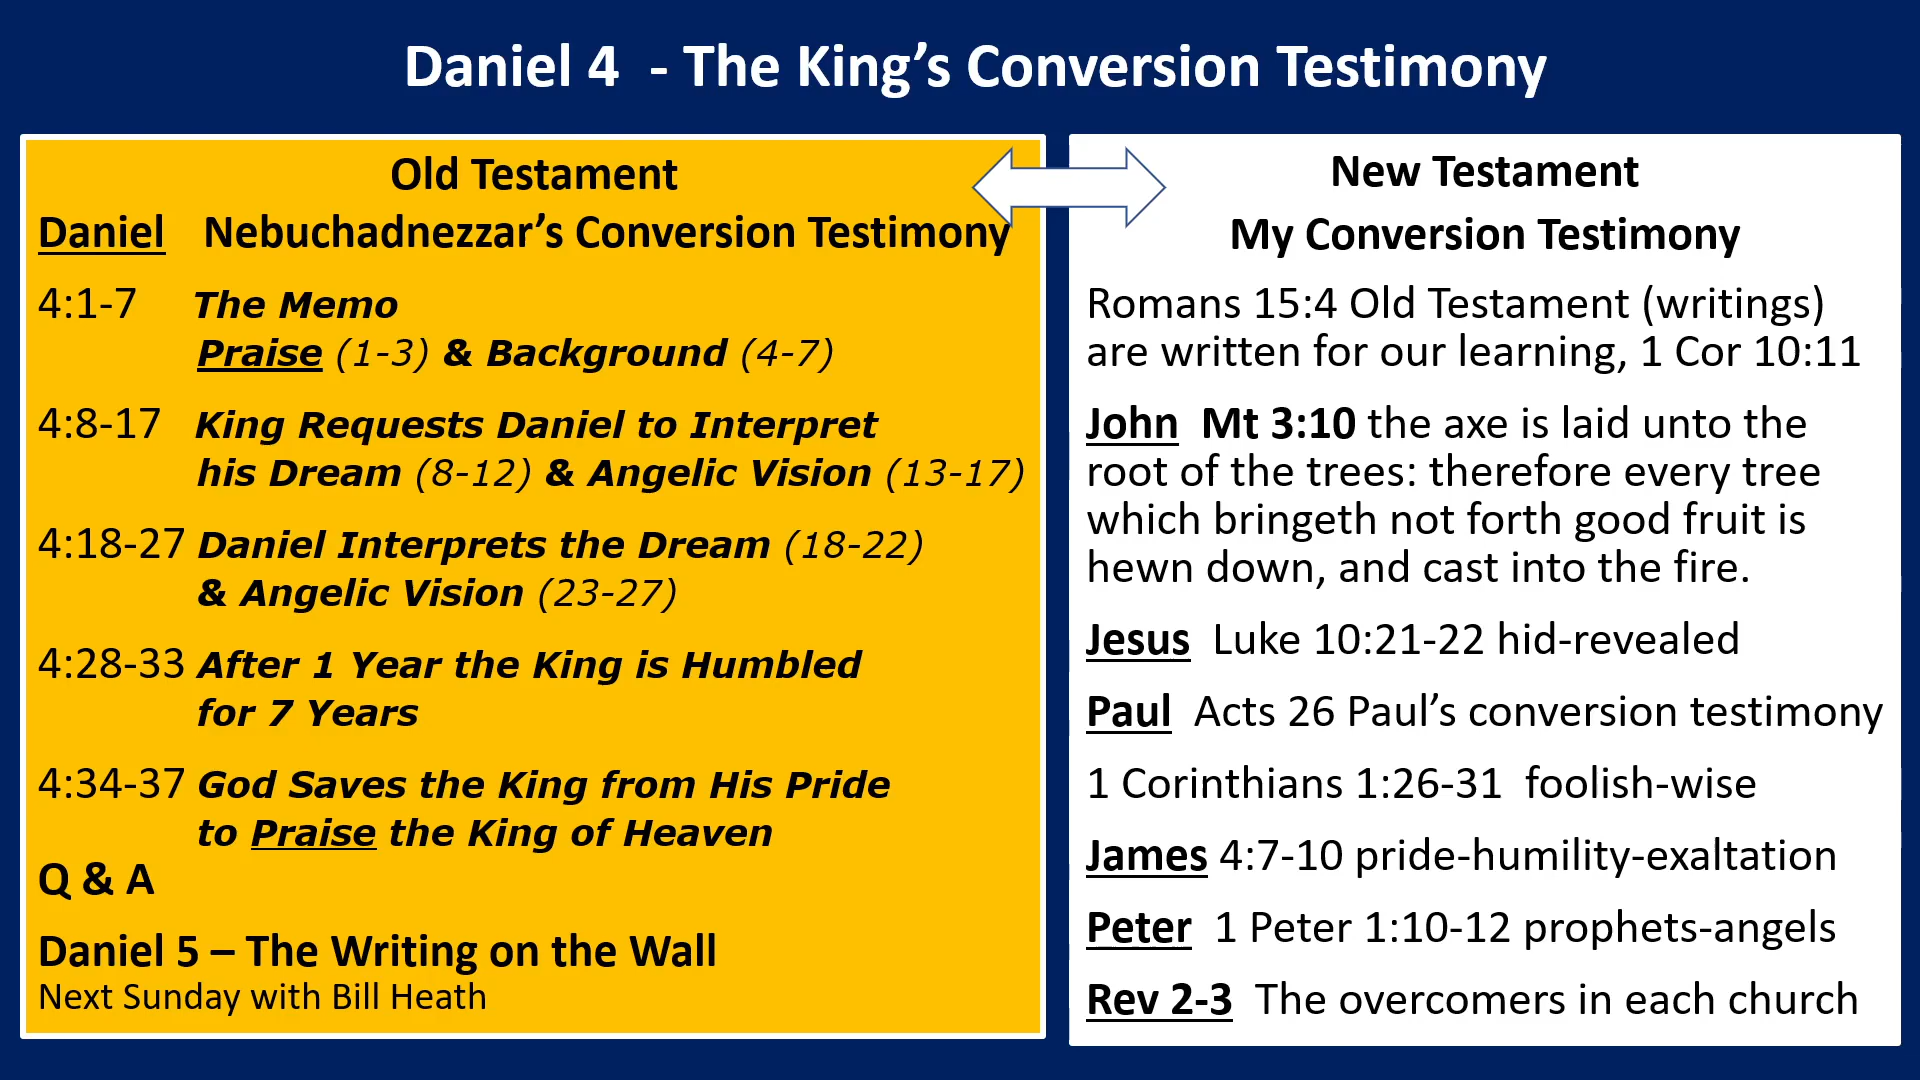 Daniel 4 - The King's Conversion Testimony
Old Testament
Daniel Nebuchadnezzar's Conversion Testimony
4:1-7 The Memo
Praise (1-3) & Background (4-7)
4:8-17 King Requests Daniel to Interpret
his Dream (8-12) & Angelic Vision (13-17)
4:18-27 Daniel Interprets the Dream (18-22)
& Angelic Vision (23-27)
4:28-33 After 1 Year the King is Humbled
for 7 Years
4:34-37 God Saves the King from His Pride
to Praise the King of Heaven
Q & A
Daniel 5 – The Writing on the Wall
Next Sunday with Bill Heath
New Testament
My Conversion Testimony
Romans 15:4 Old Testament (writings)
are written for our learning, 1 Cor 10:11
John Mt 3:10 the axe is laid unto the
root of the trees: therefore every tree
which bringeth not forth good fruit is
hewn down, and cast into the fire.
Jesus Luke 10:21-22 hid-revealed
Paul Acts 26 Paul's conversion testimony
1 Corinthians 1:26-31 foolish-wise
James 4:7-10 pride-humility-exaltation
Peter 1 Peter 1:10-12 prophets-angels
Rev 2-3 The overcomers in each church